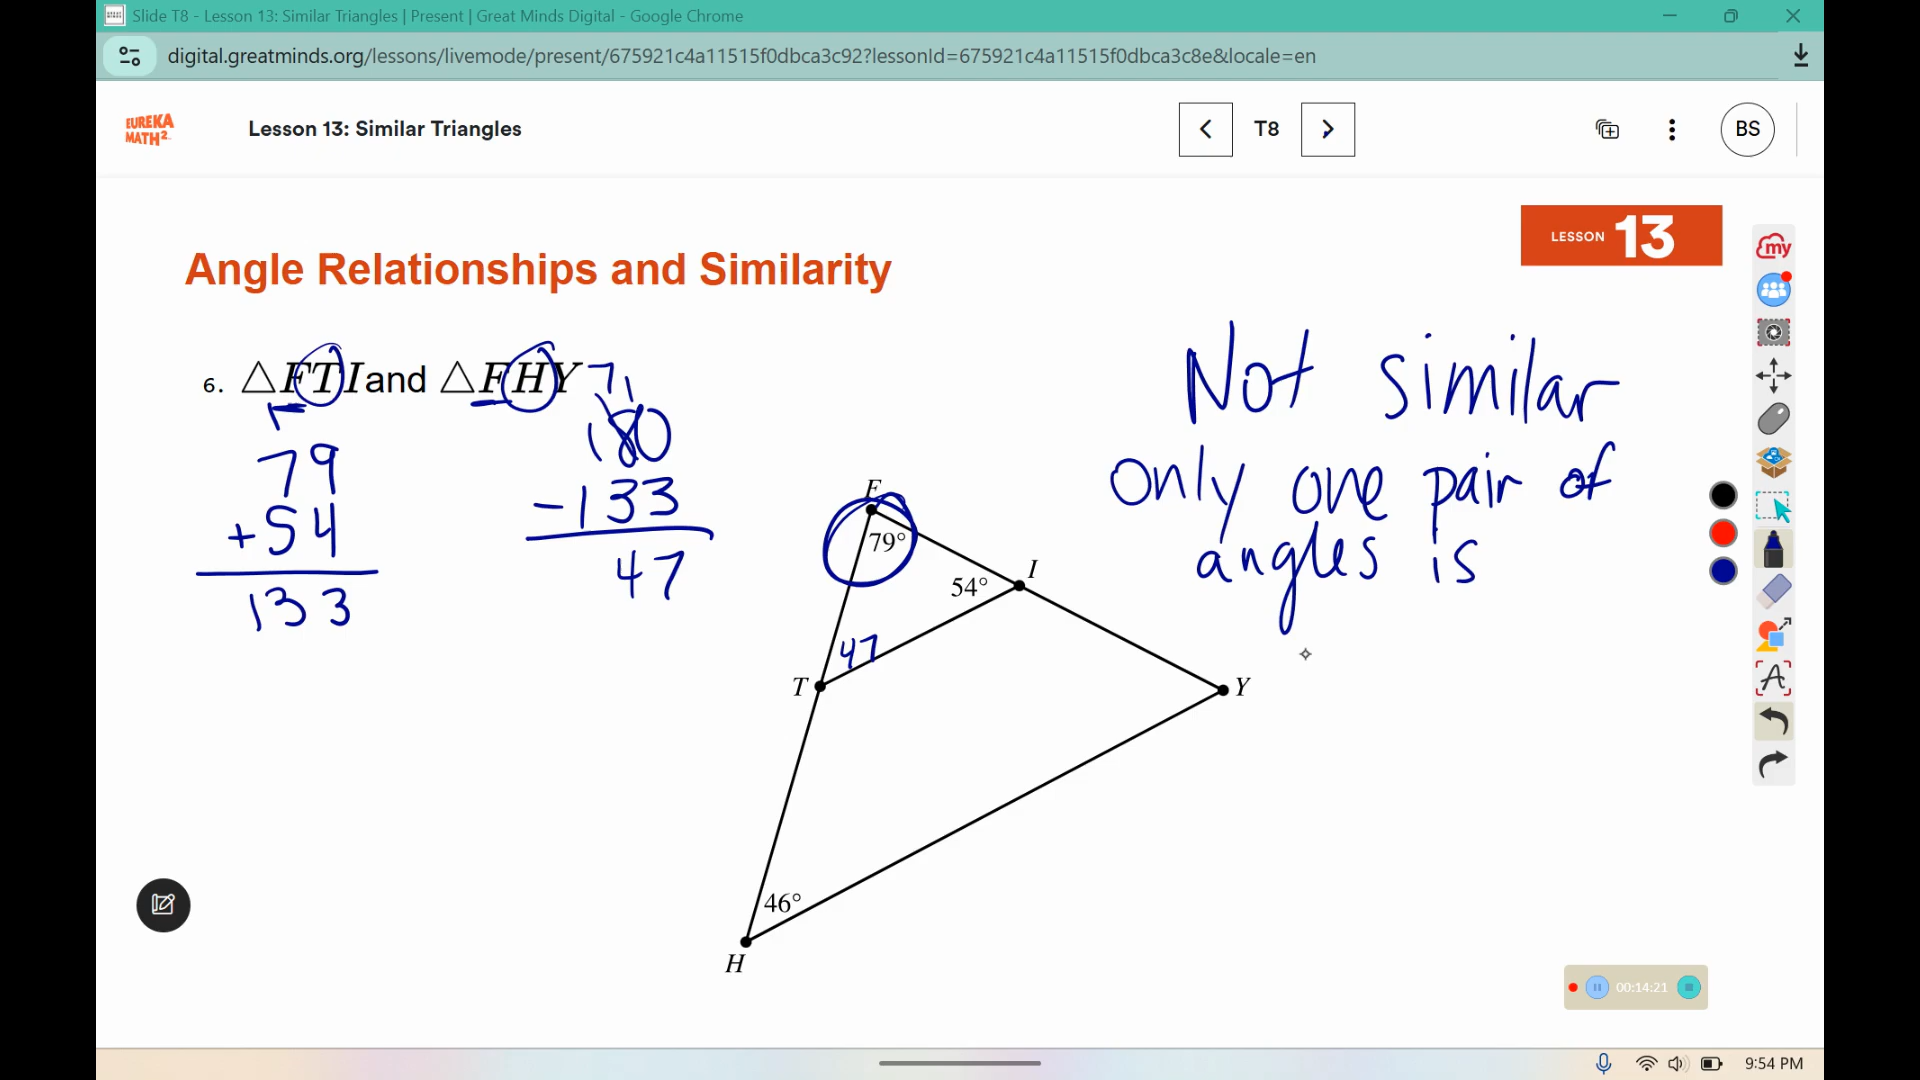 Slide T8 - Lesson 13: Similar Triangles | Present | Great Minds Digital - Google Chrome
digital.greatminds.org/lessons/livemode/present/675921c4a11515f0dbca3c92?lessonId=675921c4a11515f0dbca3c8e&locale=en
EUREKA
MATH²
Lesson 13: Similar Triangles
T8
BS
LESSON 13
my
Angle Relationships and Similarity
6. △FTI and △FHY
79
+54
133
71
180
-133
47
Not similar
only one pair of
angles is
F
79°
I
54°
47
T
Y
46°
H
A
00:14:21
9:54 PM